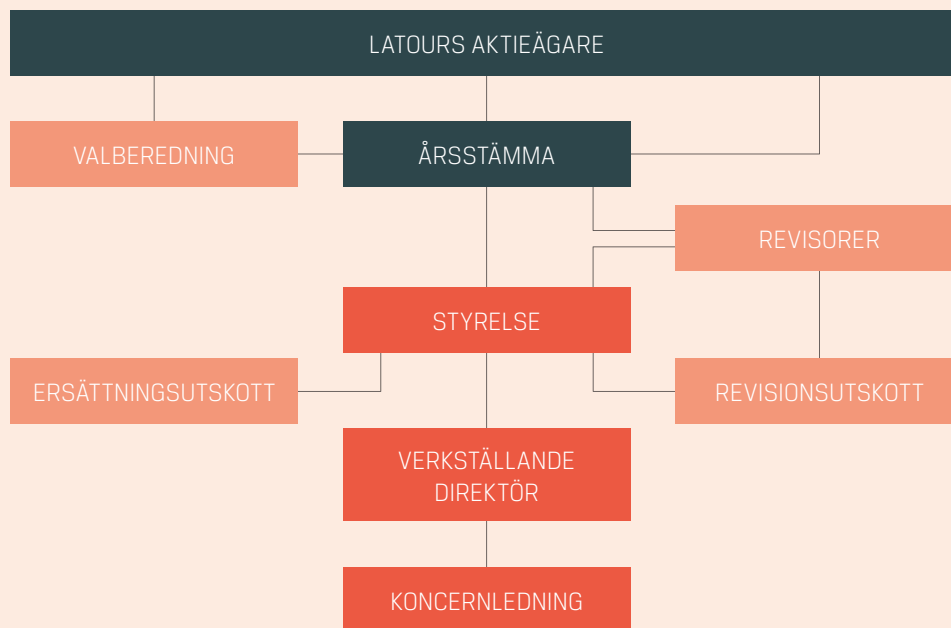 LATOURS AKTIEÄGARE
VALBEREDNING
ÅRSSTÄMMA
REVISORER
STYRELSE
ERSÄTTNINGSUTSKOTT
REVISIONSUTSKOTT
VERKSTÄLLANDE
DIREKTÖR
KONCERNLEDNING